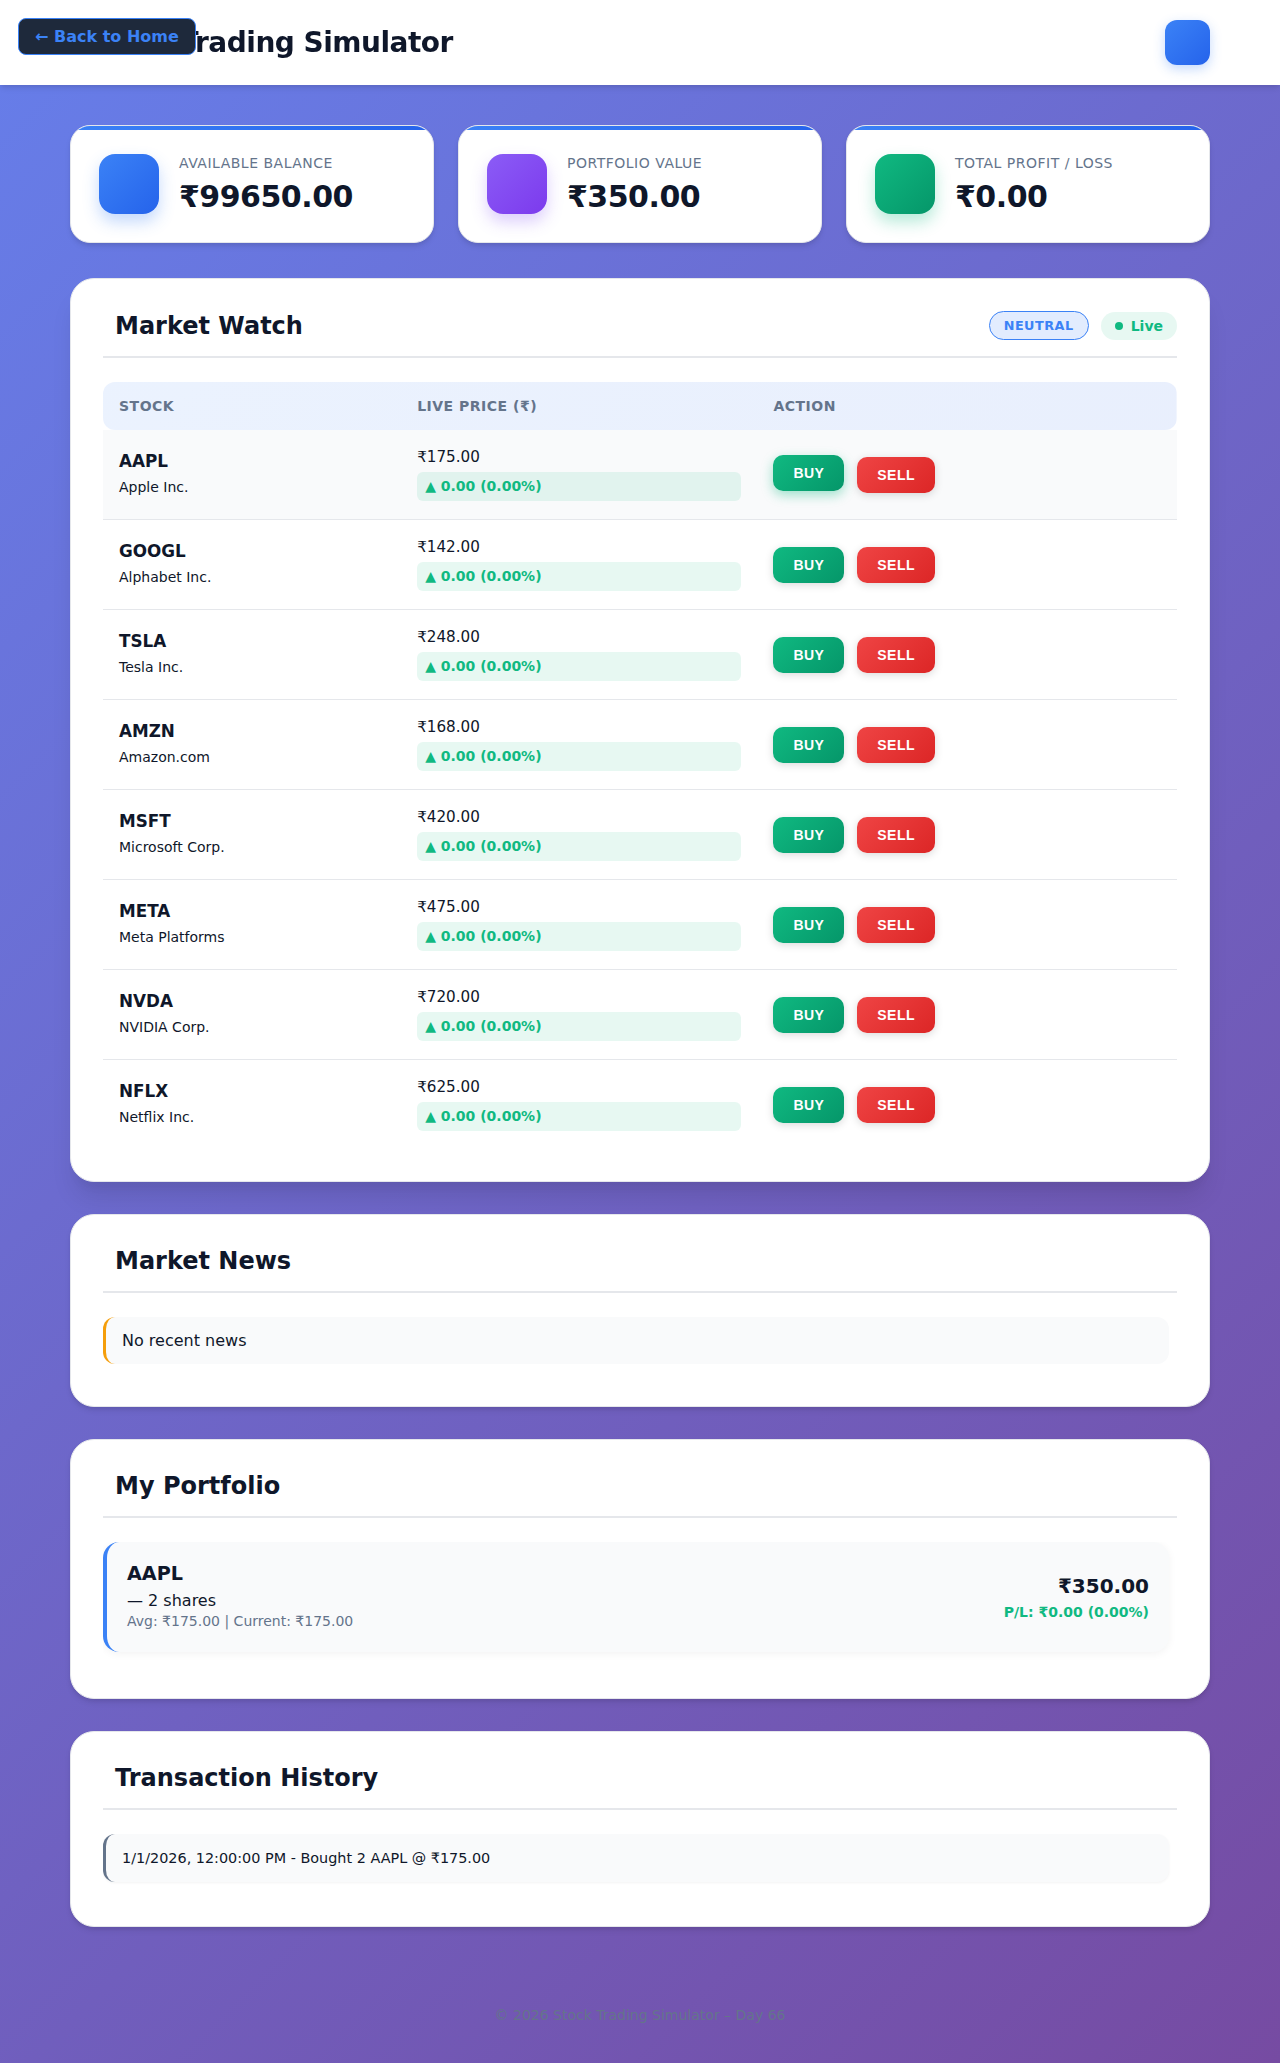 ← Back to Home
Trading Simulator
AVAILABLE BALANCE
₹99650.00
PORTFOLIO VALUE
₹350.00
TOTAL PROFIT / LOSS
₹0.00
Market Watch
NEUTRAL
Live
STOCK LIVE PRICE (₹) ACTION
AAPL
Apple Inc.
₹175.00
▲ 0.00 (0.00%)
BUY SELL
GOOGL
Alphabet Inc.
₹142.00
▲ 0.00 (0.00%)
BUY SELL
TSLA
Tesla Inc.
₹248.00
▲ 0.00 (0.00%)
BUY SELL
AMZN
Amazon.com
₹168.00
▲ 0.00 (0.00%)
BUY SELL
MSFT
Microsoft Corp.
₹420.00
▲ 0.00 (0.00%)
BUY SELL
META
Meta Platforms
₹475.00
▲ 0.00 (0.00%)
BUY SELL
NVDA
NVIDIA Corp.
₹720.00
▲ 0.00 (0.00%)
BUY SELL
NFLX
Netflix Inc.
₹625.00
▲ 0.00 (0.00%)
BUY SELL
Market News
No recent news
My Portfolio
AAPL
— 2 shares
Avg: ₹175.00 | Current: ₹175.00
₹350.00
P/L: ₹0.00 (0.00%)
Transaction History
1/1/2026, 12:00:00 PM - Bought 2 AAPL @ ₹175.00
© 2026 Stock Trading Simulator – Day 66